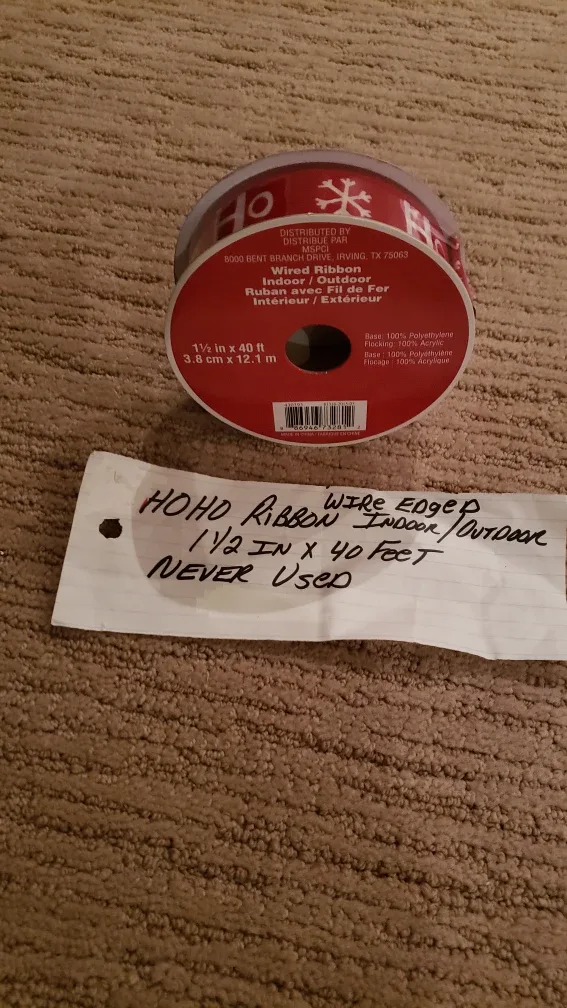 Ho Ho
DISTRIBUTED BY
DISTRIBUÉ PAR
MSPCI
8000 BENT BRANCH DRIVE, IRVING, TX 75063
Wired Ribbon
Indoor / Outdoor
Ruban avec Fil de Fer
Intérieur / Extérieur
1½ in x 40 ft
3.8 cm x 12.1 m
Base: 100% Polyethylene
Flocking: 100% Acrylic
Base : 100% Polyéthylène
Flocage : 100% Acrylique
WIRE EDGED
HOHO RIBBON INDOOR/OUTDOOR
1 1/2 IN X 40 FEET
NEVER USED